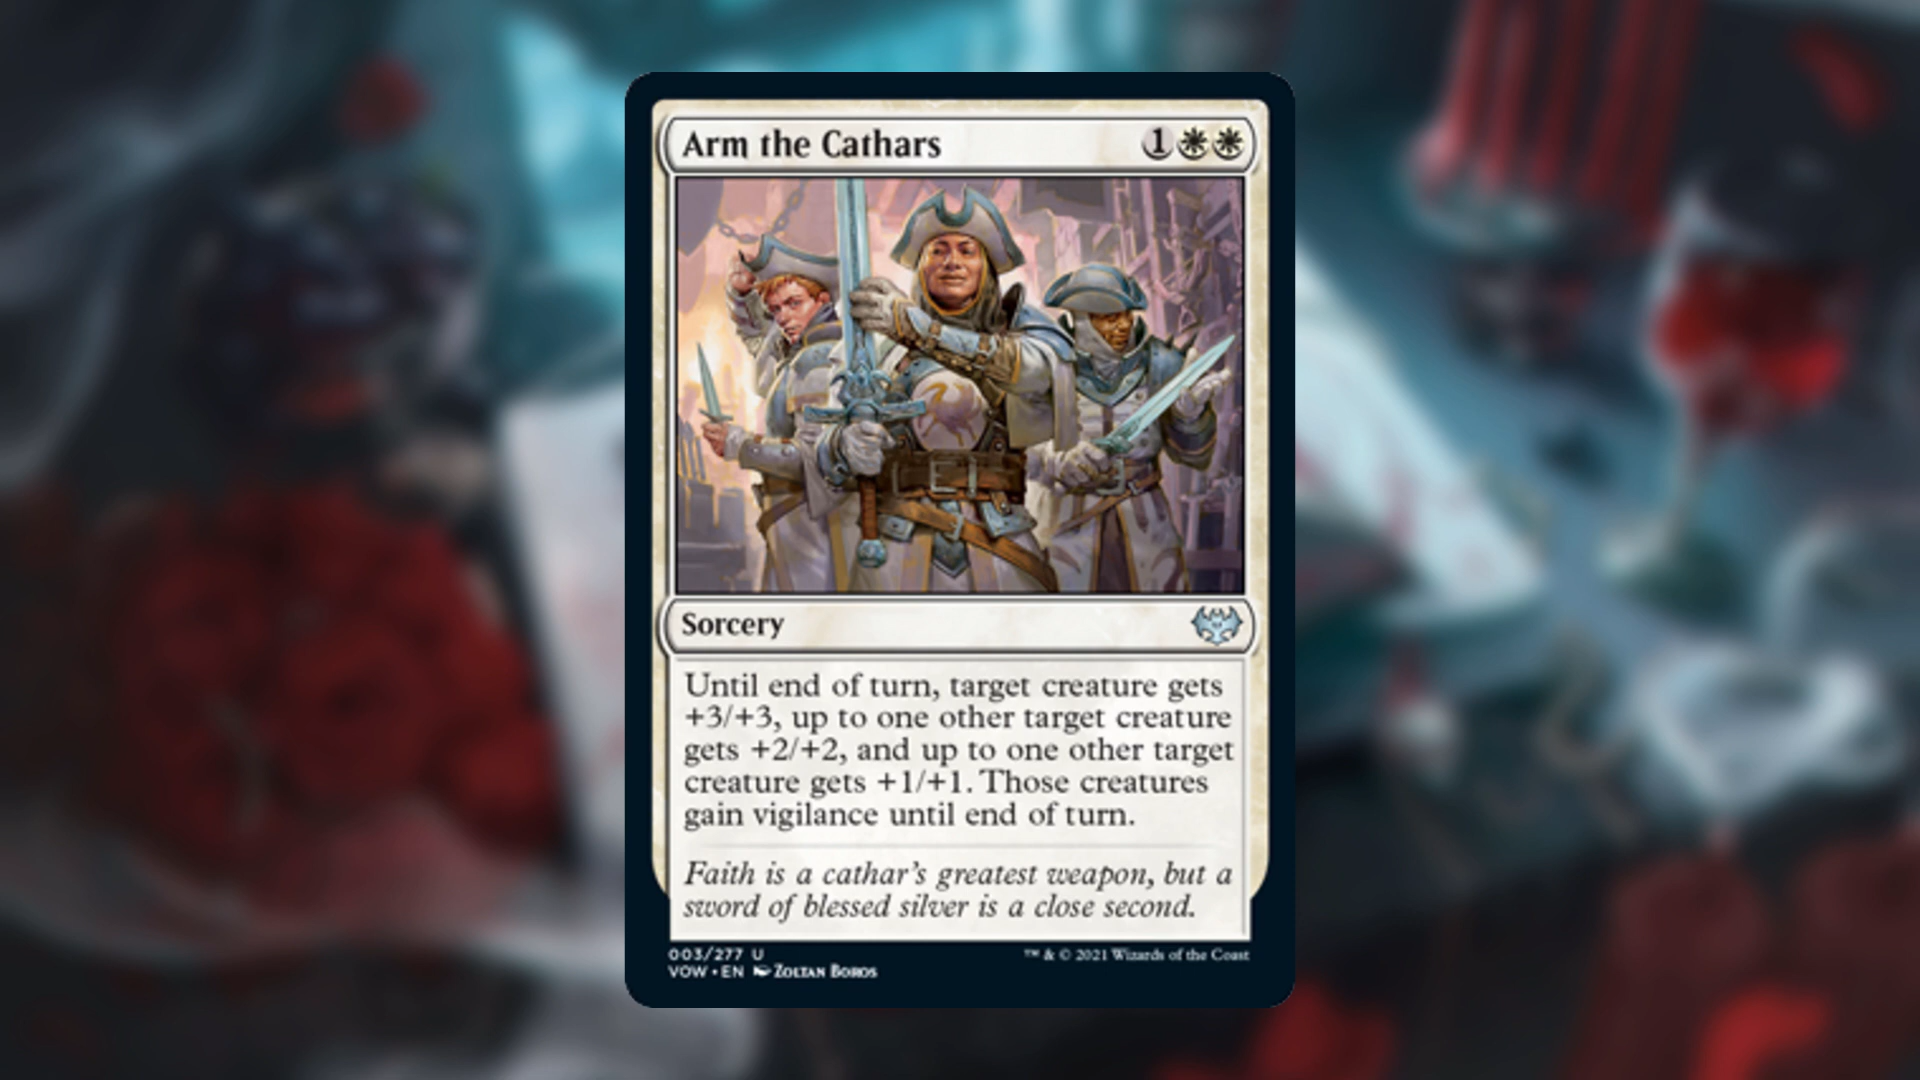 Arm the Cathars 1
Sorcery
Until end of turn, target creature gets
+3/+3, up to one other target creature
gets +2/+2, and up to one other target
creature gets +1/+1. Those creatures
gain vigilance until end of turn.
Faith is a cathar's greatest weapon, but a
sword of blessed silver is a close second.
003/277 U
™ & © 2021 Wizards of the Coast
VOW • EN Zoltan Boros